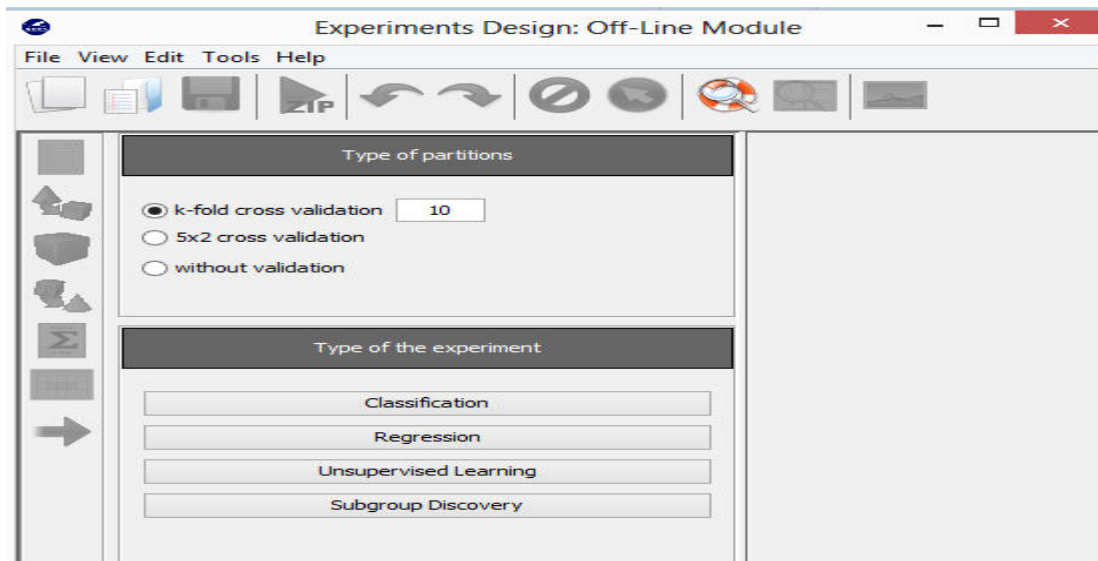 Experiments Design: Off-Line Module
File View Edit Tools Help
ZIP
Type of partitions
k-fold cross validation 10
5x2 cross validation
without validation
Type of the experiment
Classification
Regression
Unsupervised Learning
Subgroup Discovery